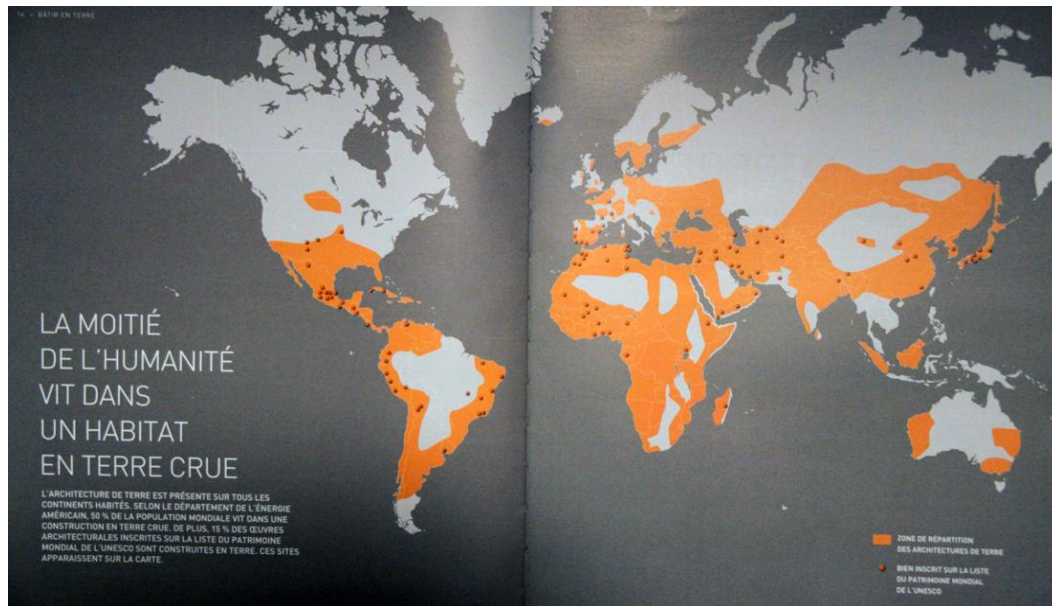 14 – BÂTIR EN TERRE
LA MOITIÉ
DE L'HUMANITÉ
VIT DANS
UN HABITAT
EN TERRE CRUE
L'ARCHITECTURE DE TERRE EST PRÉSENTE SUR TOUS LES
CONTINENTS HABITÉS. SELON LE DÉPARTEMENT DE L'ÉNERGIE
AMÉRICAIN, 50 % DE LA POPULATION MONDIALE VIT DANS UNE
CONSTRUCTION EN TERRE CRUE. DE PLUS, 15 % DES ŒUVRES
ARCHITECTURALES INSCRITES SUR LA LISTE DU PATRIMOINE
MONDIAL DE L'UNESCO SONT CONSTRUITES EN TERRE. CES SITES
APPARAISSENT SUR LA CARTE.
ZONE DE RÉPARTITION
DES ARCHITECTURES DE TERRE
BIEN INSCRIT SUR LA LISTE
DU PATRIMOINE MONDIAL
DE L'UNESCO